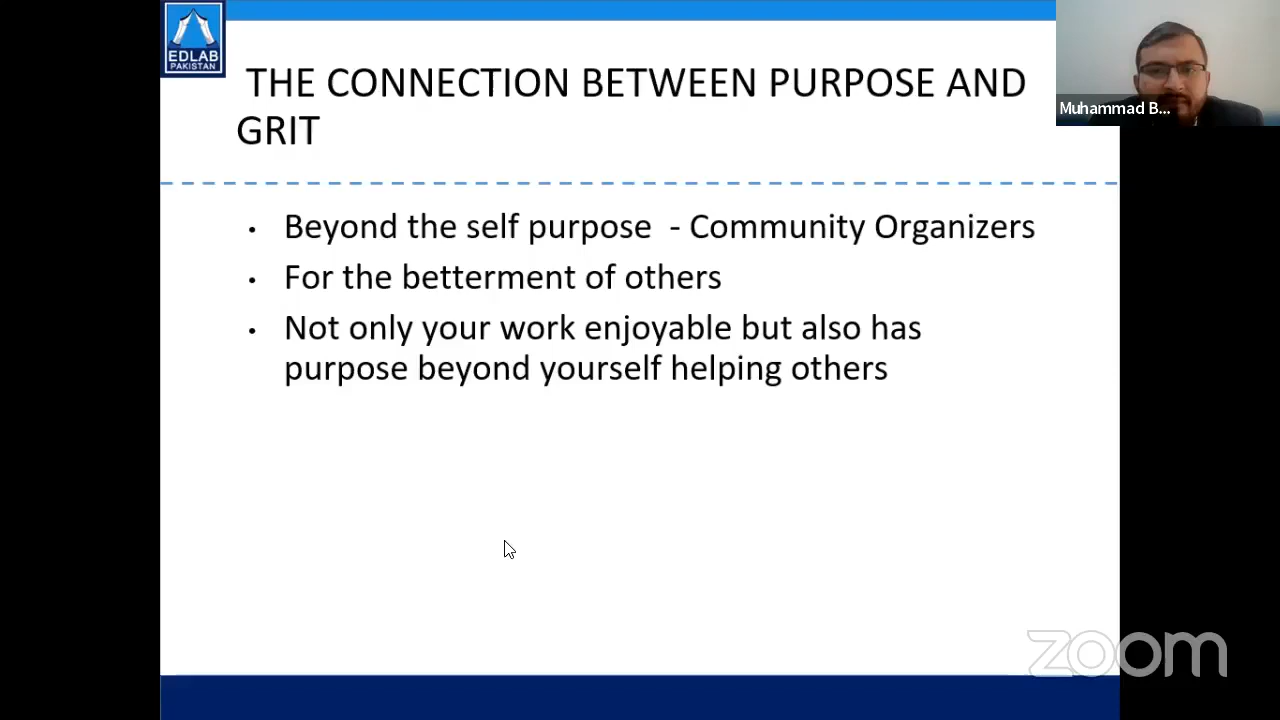 EDLAB
PAKISTAN
THE CONNECTION BETWEEN PURPOSE AND
GRIT
Muhammad B...
• Beyond the self purpose - Community Organizers
• For the betterment of others
• Not only your work enjoyable but also has
purpose beyond yourself helping others
zoom